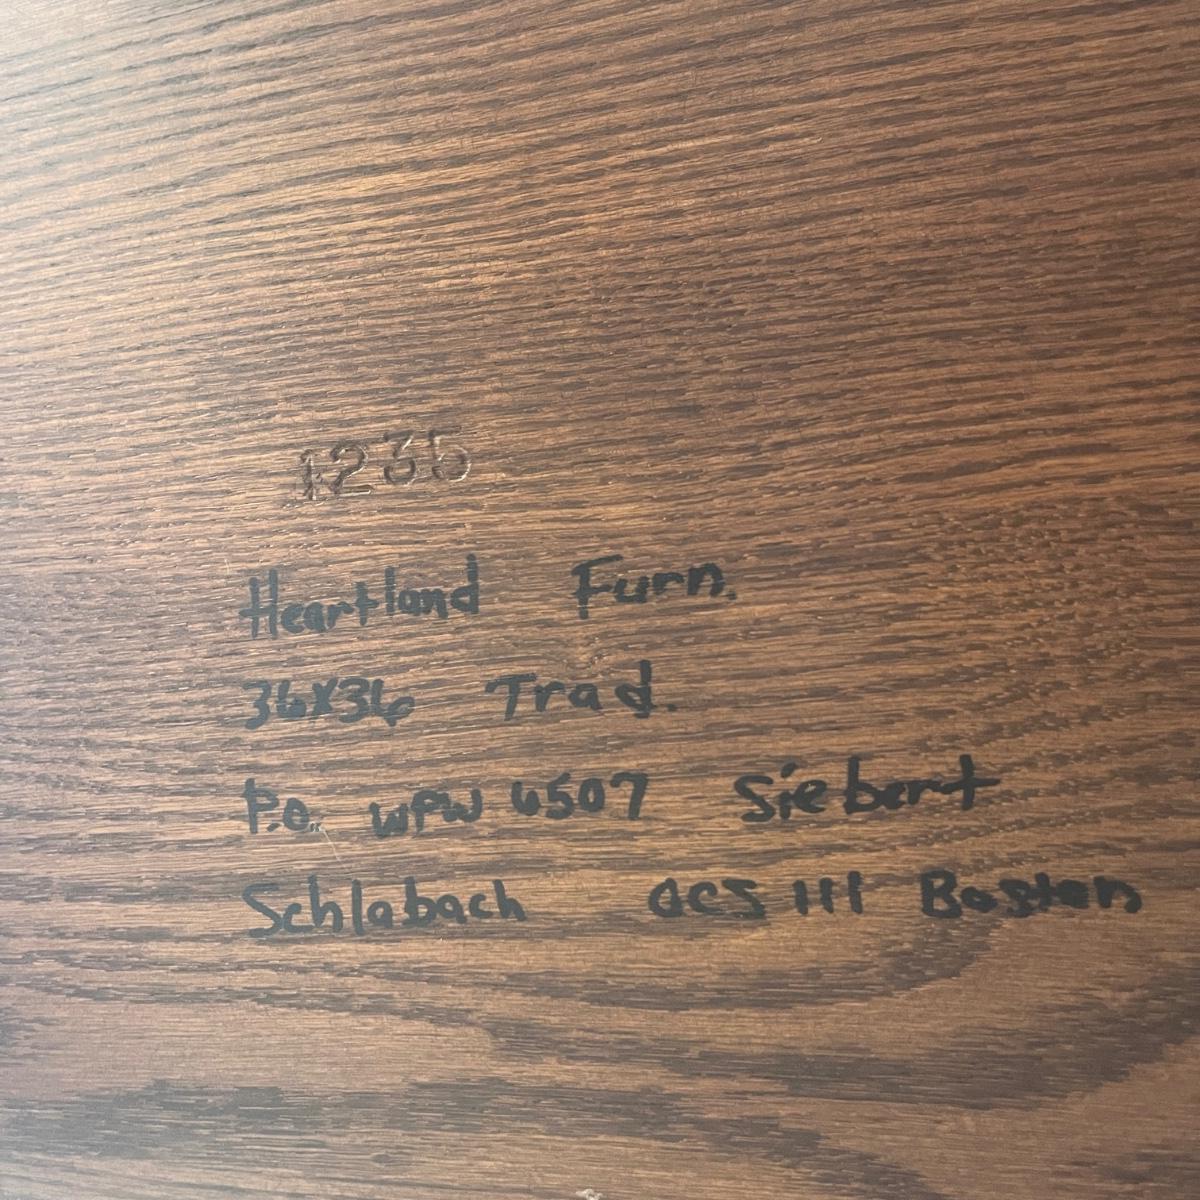 1235
Heartland Furn.
36x36 Trad.
P.O. WPW 6507 Siebert
Schlabach OCS 111 Boston